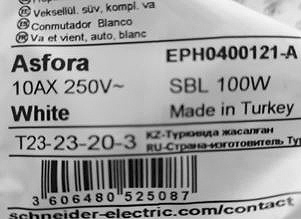 Veksellül. süv, kompl. va
Conmutador Blanco
Va et vient, auto, blanc
Asfora EPH0400121-A
10AX 250V~ SBL 100W
White Made in Turkey
T23-23-20-3 KZ-Түркияда жасалған
RU-Страна-изготовитель Ту
3 606480 525087
schneider-electric.com/contact